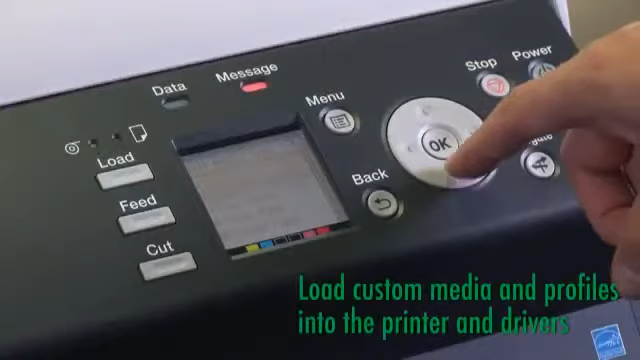 Power
Stop
Message
Data
Menu
Load
OK
Back
Feed
Cut
Load custom media and profiles
into the printer and drivers